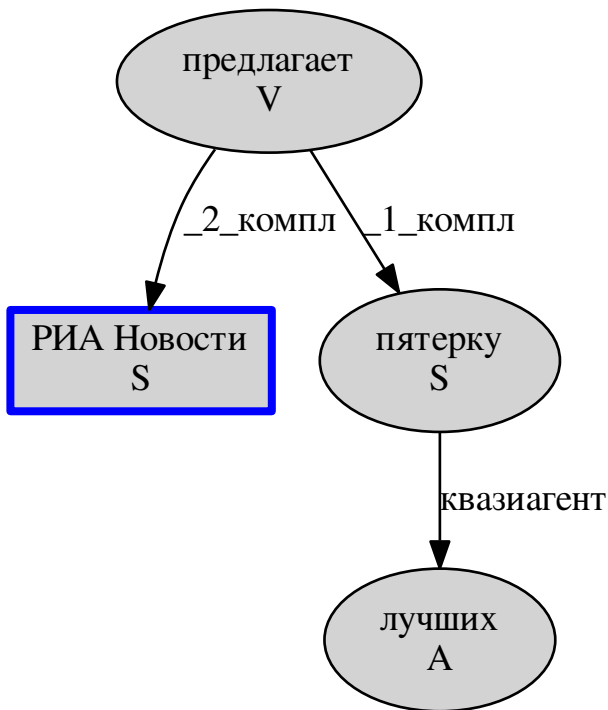 предлагает
V
_2_компл
_1_компл
РИА Новости
S
пятерку
S
квазиагент
лучших
A